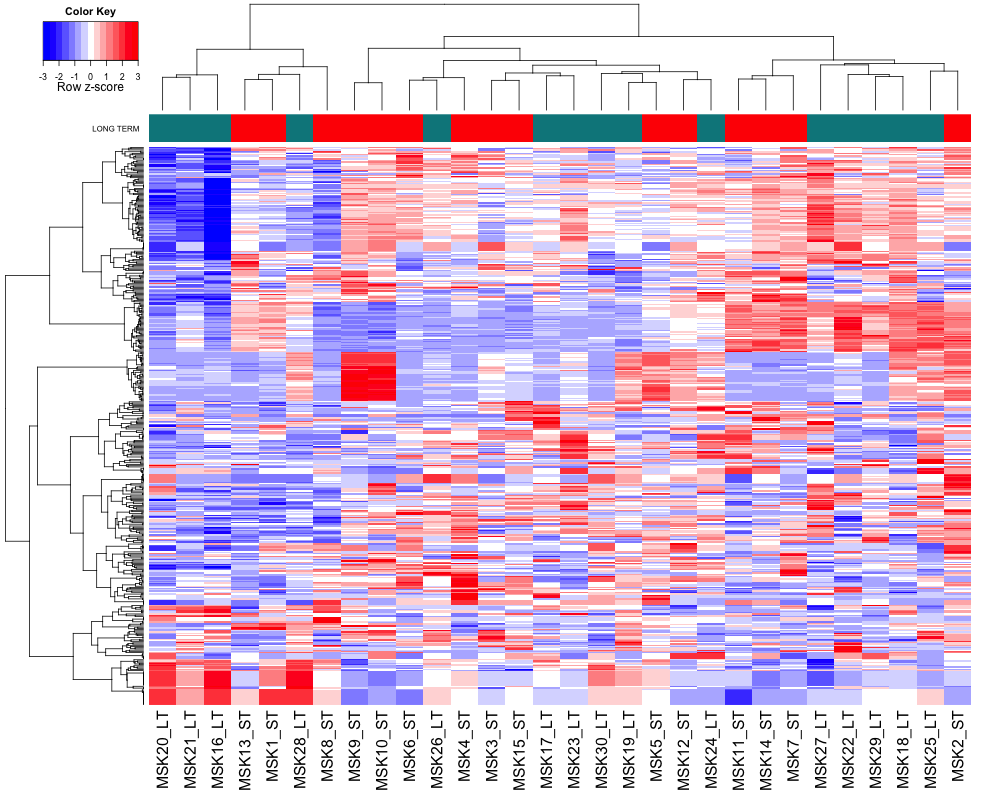 Color Key
-3 -2 -1 0 1 2 3
Row z-score
LONG TERM
MSK20_LT
MSK21_LT
MSK16_LT
MSK13_ST
MSK1_ST
MSK28_LT
MSK8_ST
MSK9_ST
MSK10_ST
MSK6_ST
MSK26_LT
MSK4_ST
MSK3_ST
MSK15_ST
MSK17_LT
MSK23_LT
MSK30_LT
MSK19_LT
MSK5_ST
MSK12_ST
MSK24_LT
MSK11_ST
MSK14_ST
MSK7_ST
MSK27_LT
MSK22_LT
MSK29_LT
MSK18_LT
MSK25_LT
MSK2_ST